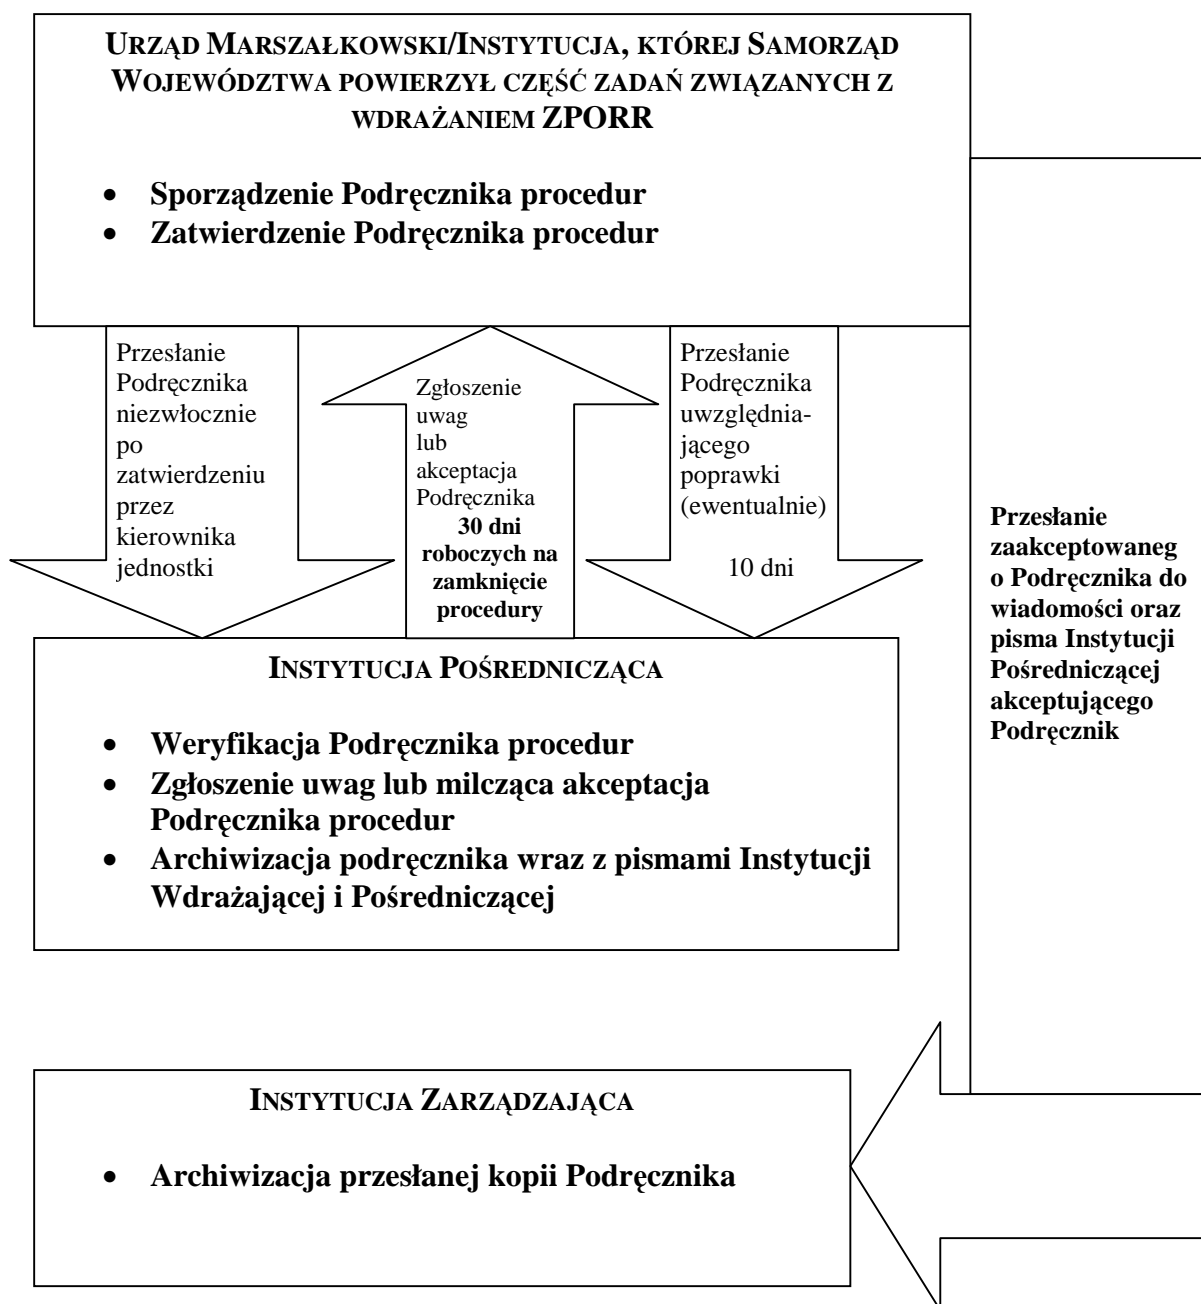 URZĄD MARSZAŁKOWSKI/INSTYTUCJA, KTÓREJ SAMORZĄD
WOJEWÓDZTWA POWIERZYŁ CZĘŚĆ ZADAŃ ZWIĄZANYCH Z
WDRAŻANIEM ZPORR
• Sporządzenie Podręcznika procedur
• Zatwierdzenie Podręcznika procedur
Przesłanie
Podręcznika
niezwłocznie
po
zatwierdzeniu
przez
kierownika
jednostki
Zgłoszenie
uwag
lub
akceptacja
Podręcznika
30 dni
roboczych na
zamknięcie
procedury
Przesłanie
Podręcznika
uwzględnia-
jącego
poprawki
(ewentualnie)
10 dni
Przesłanie
zaakceptowaneg
o Podręcznika do
wiadomości oraz
pisma Instytucji
Pośredniczącej
akceptującego
Podręcznik
INSTYTUCJA POŚREDNICZĄCA
• Weryfikacja Podręcznika procedur
• Zgłoszenie uwag lub milcząca akceptacja
Podręcznika procedur
• Archiwizacja podręcznika wraz z pismami Instytucji
Wdrażającej i Pośredniczącej
INSTYTUCJA ZARZĄDZAJĄCA
• Archiwizacja przesłanej kopii Podręcznika